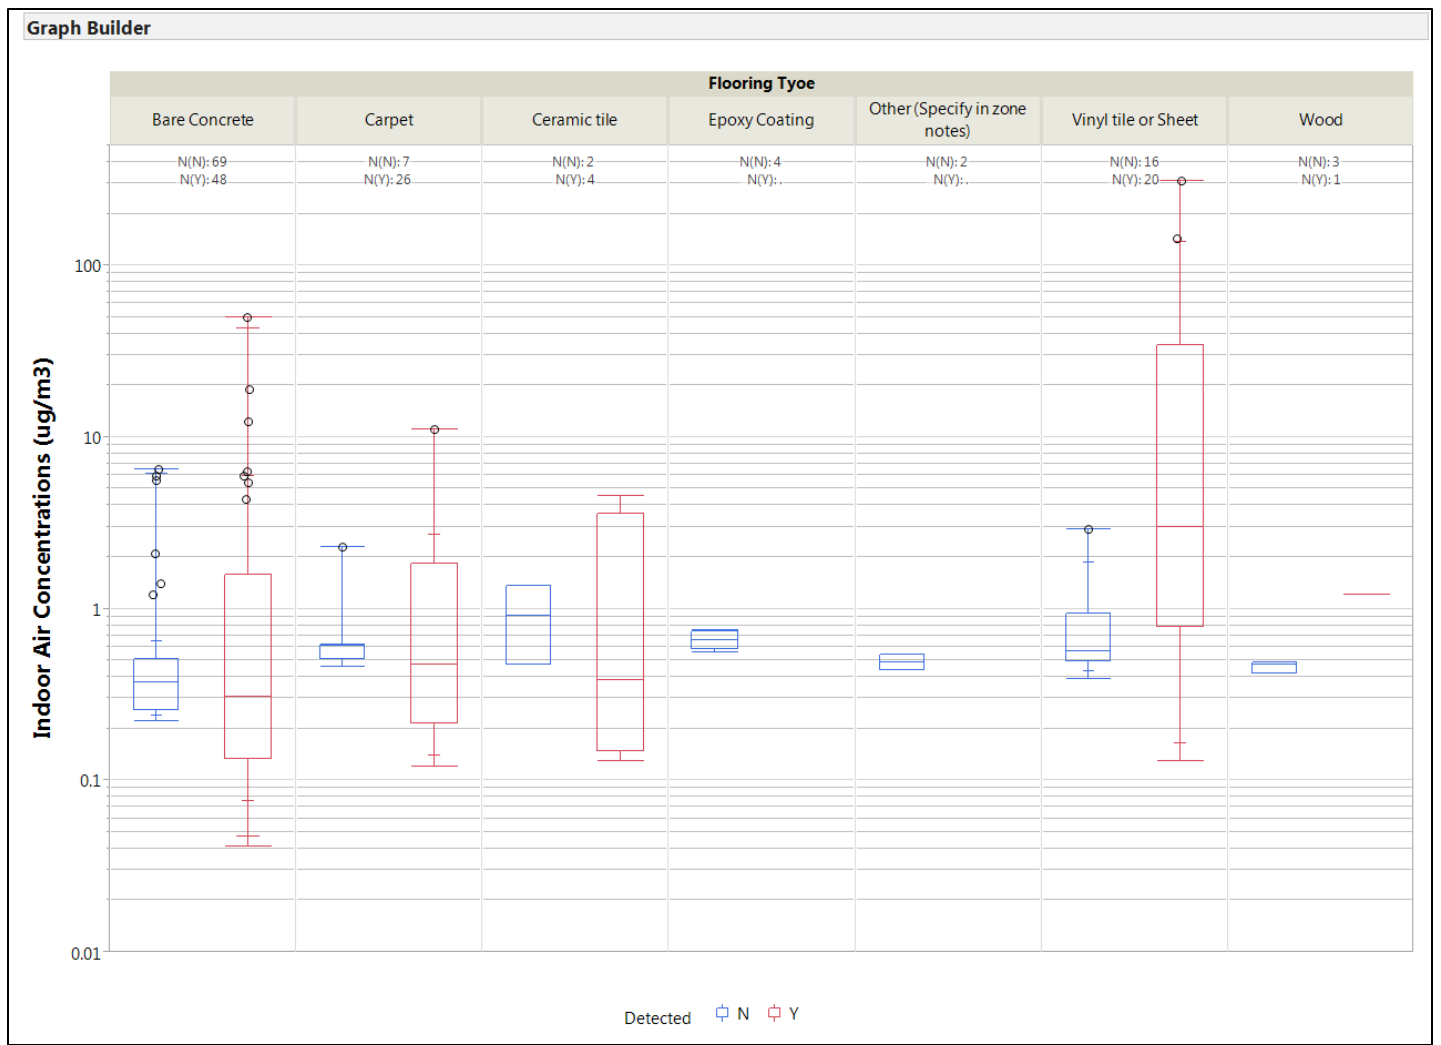 Graph Builder
Flooring Tyoe
Bare Concrete
Carpet
Ceramic tile
Epoxy Coating
Other (Specify in zone
notes)
Vinyl tile or Sheet
Wood
N(N): 69
N(Y): 48
N(N): 7
N(Y): 26
N(N): 2
N(Y): 4
N(N): 4
N(Y): .
N(N): 2
N(Y): .
N(N): 16
N(Y): 20
N(N): 3
N(Y): 1
Indoor Air Concentrations (ug/m3)
100
10
1
0.1
0.01
Detected N Y